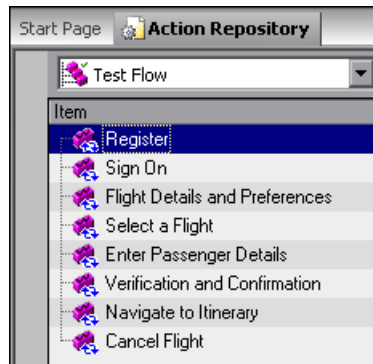 Start Page Action Repository
Test Flow
Item
Register
Sign On
Flight Details and Preferences
Select a Flight
Enter Passenger Details
Verification and Confirmation
Navigate to Itinerary
Cancel Flight